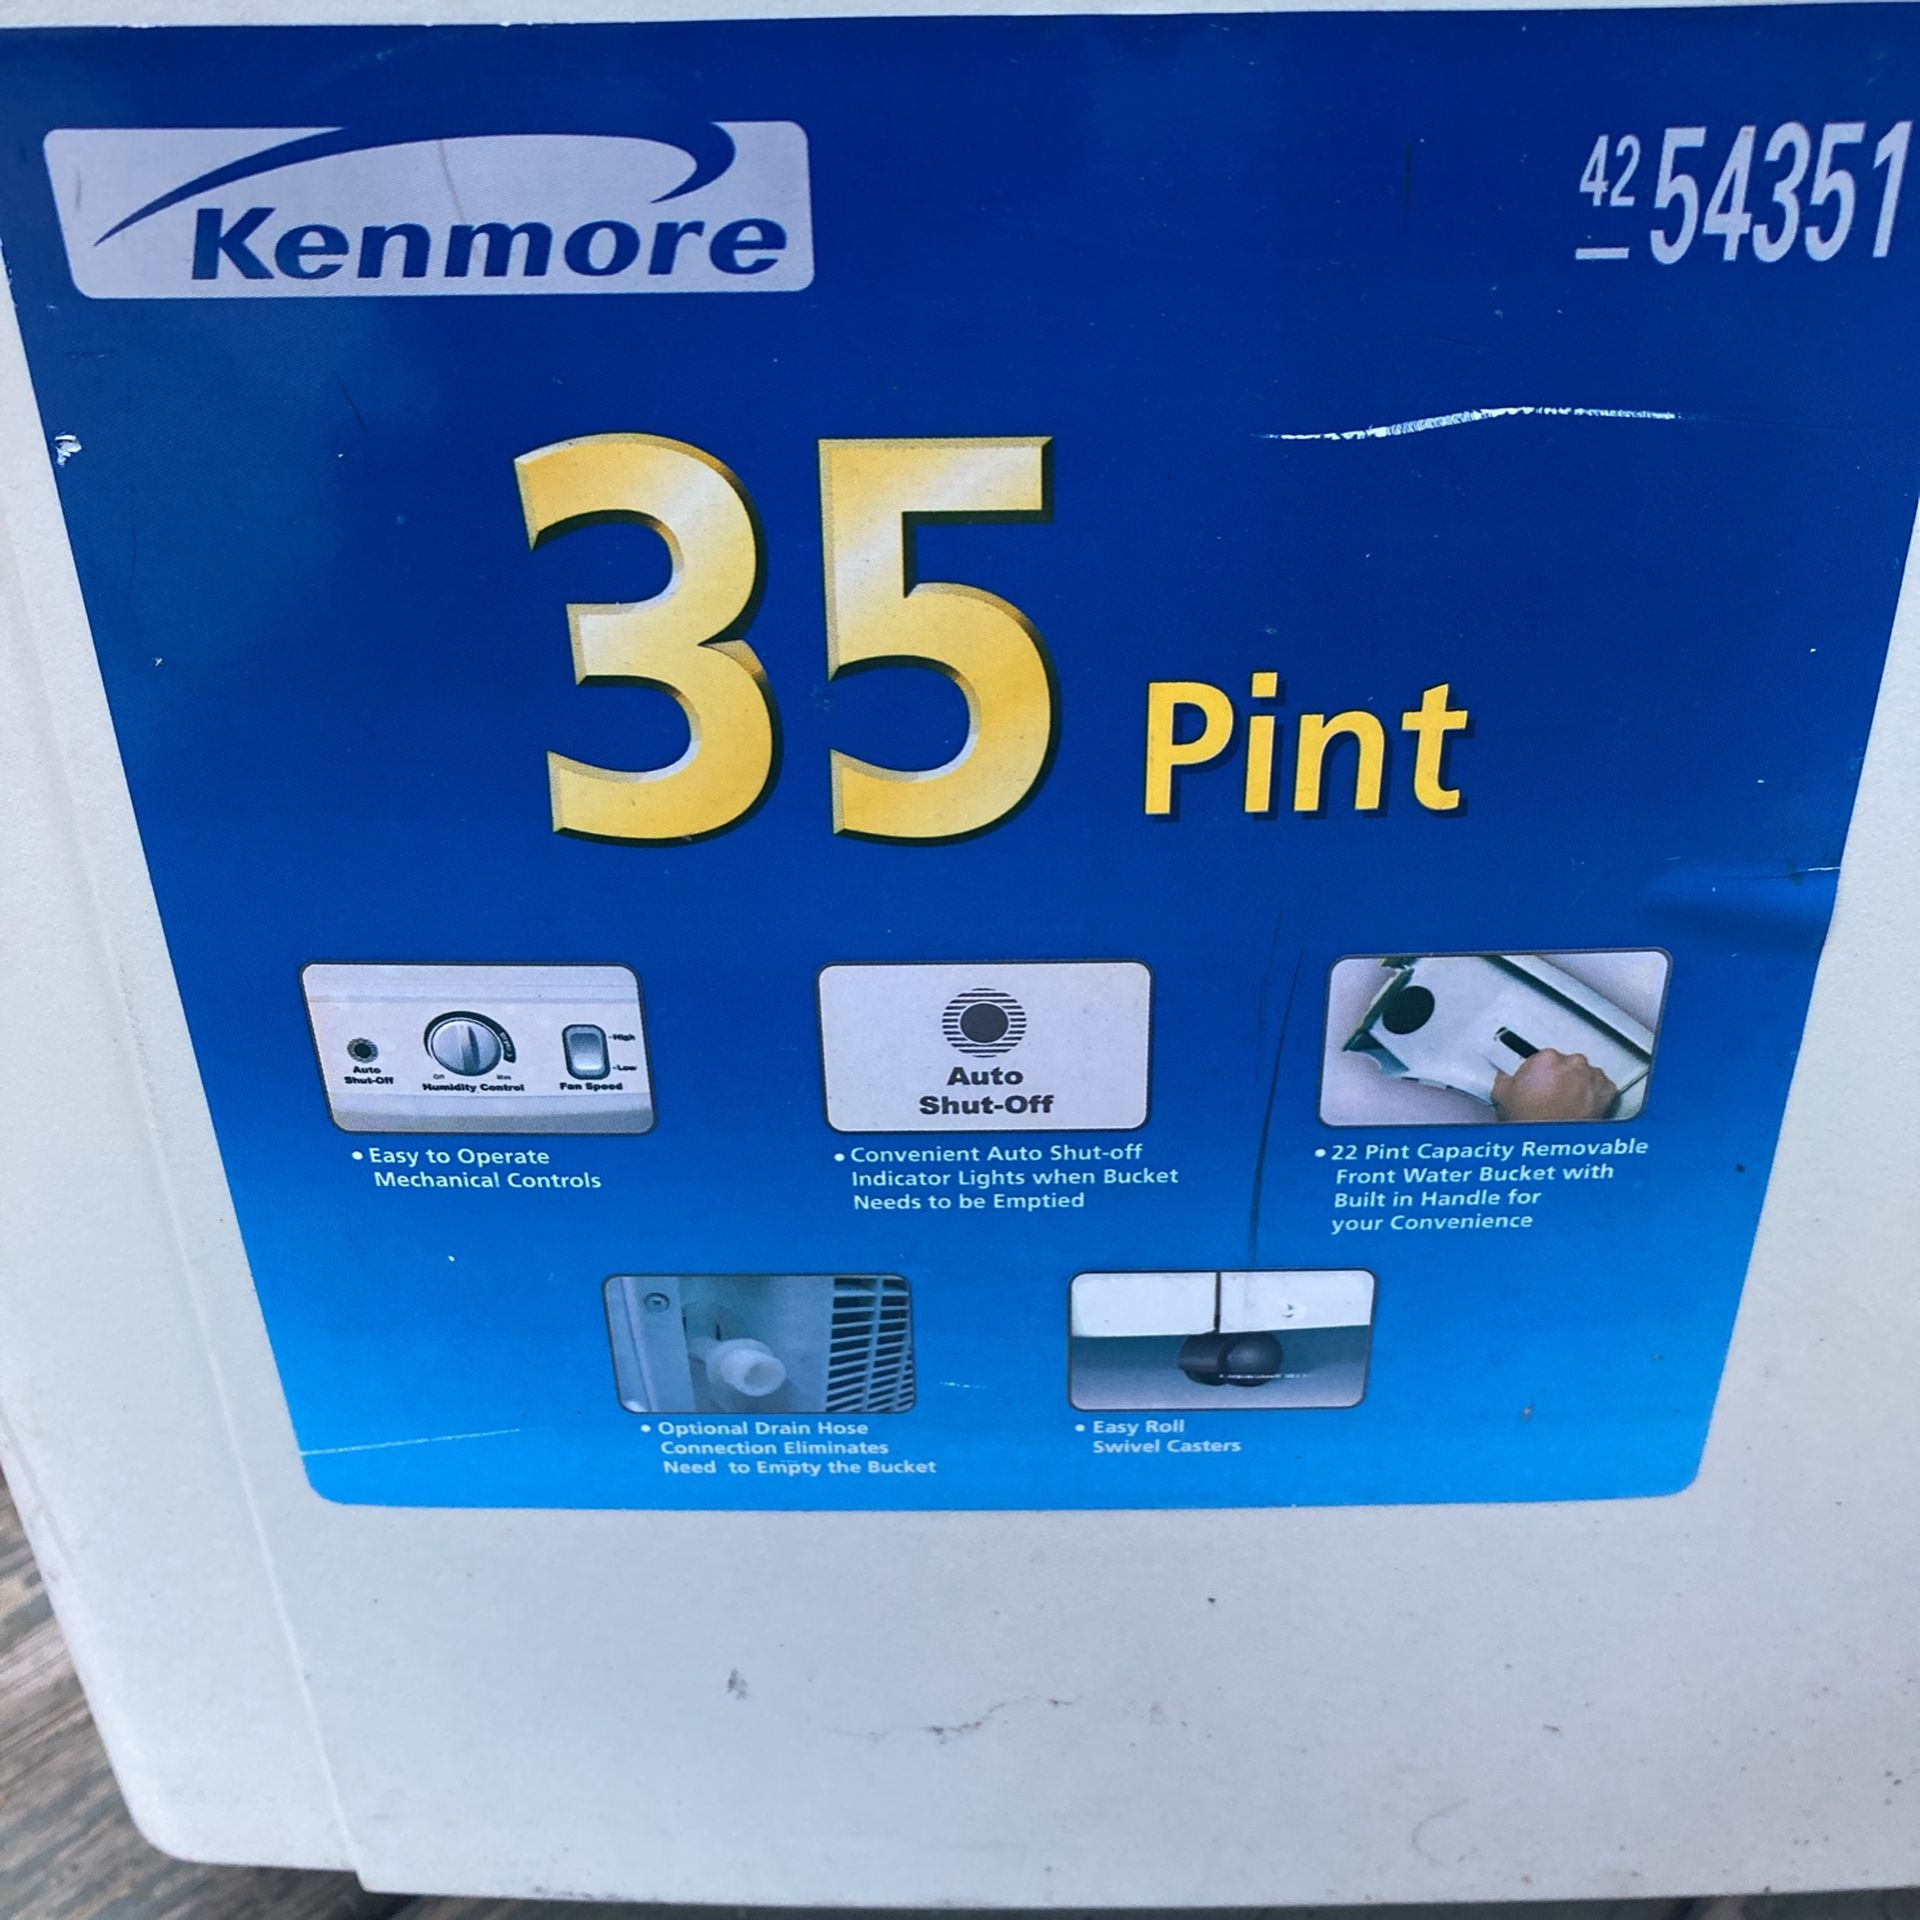 Kenmore
42 54351
35 Pint
Auto
Shut-Off
Off
Max
Humidity Control
High
Low
Fan Speed
• Easy to Operate
Mechanical Controls
Auto
Shut-Off
• Convenient Auto Shut-off
Indicator Lights when Bucket
Needs to be Emptied
• 22 Pint Capacity Removable
Front Water Bucket with
Built in Handle for
your Convenience
• Optional Drain Hose
Connection Eliminates
Need to Empty the Bucket
• Easy Roll
Swivel Casters